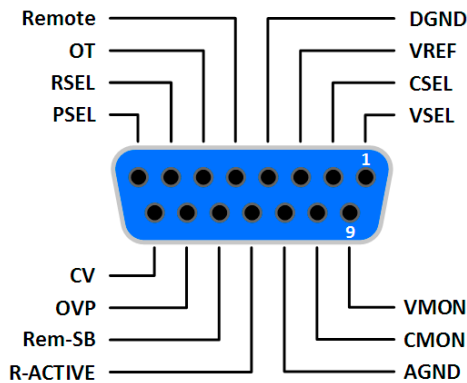 Remote
OT
RSEL
PSEL
DGND
VREF
CSEL
VSEL
1
9
CV
OVP
Rem-SB
R-ACTIVE
VMON
CMON
AGND